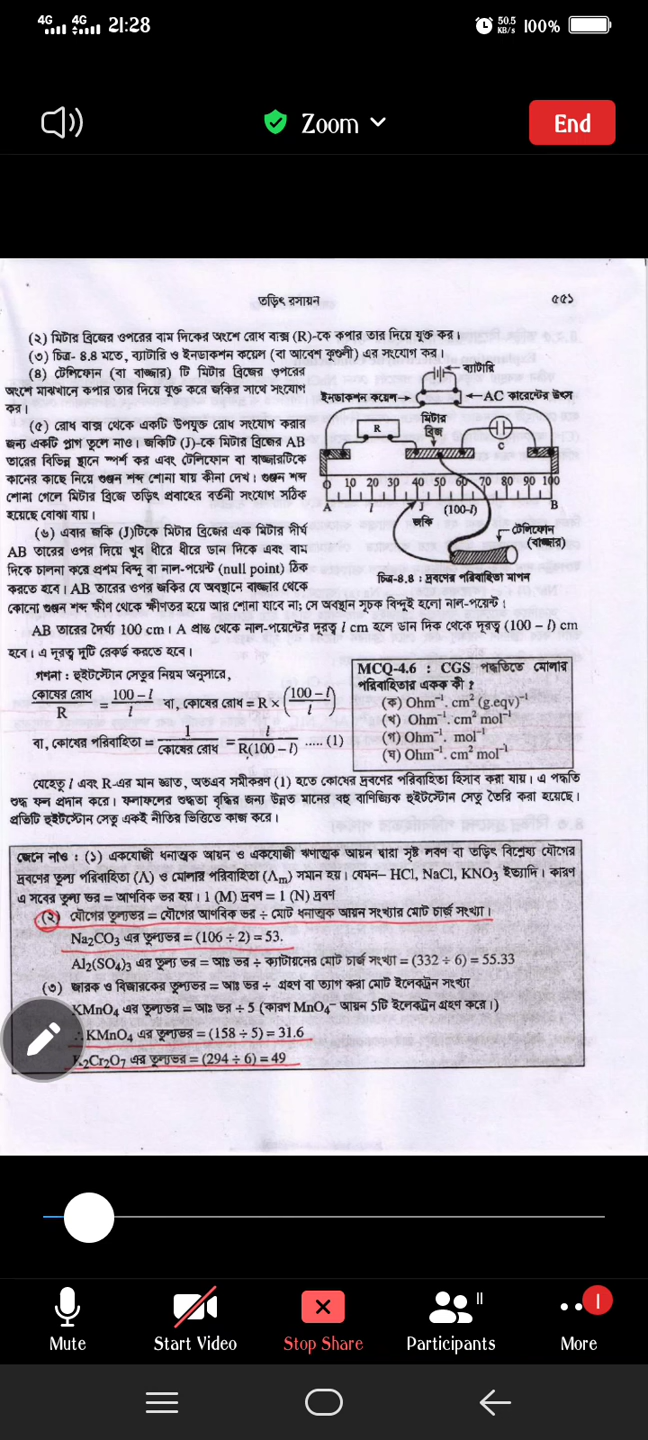 4G 4G 21:28 50.5 KB/s 100%
Zoom
End
তড়িৎ রসায়ন ৫৫১
(২) মিটার ব্রিজের ওপরের বাম দিকের অংশে রোধ বাক্স (R)-কে কপার তার দিয়ে যুক্ত কর।
(৩) চিত্র- ৪.৪ মতে, ব্যাটারি ও ইনডাকশন কয়েল (বা আবেশ কুণ্ডলী) এর সংযোগ কর।
(৪) টেলিফোন (বা বাজ্জার) টি মিটার ব্রিজের ওপরের
অংশে মাঝখানে কপার তার দিয়ে যুক্ত করে জকির সাথে সংযোগ
কর।
(৫) রোধ বাক্স থেকে একটি উপযুক্ত রোধ সংযোগ করার
জন্য একটি প্লাগ তুলে নাও। জকিটি (J)-কে মিটার ব্রিজের AB
তারের বিভিন্ন স্থানে স্পর্শ কর এবং টেলিফোন বা বাজ্জারটিকে
কানের কাছে নিয়ে গুঞ্জন শব্দ শোনা যায় কীনা দেখ। গুঞ্জন শব্দ
শোনা গেলে মিটার ব্রিজে তড়িৎ প্রবাহের বর্তনী সংযোগ সঠিক
হয়েছে বোঝা যায়।
(৬) এবার জকি (J)টিকে মিটার ব্রিজের এক মিটার দীর্ঘ
AB তারের ওপর দিয়ে খুব ধীরে ধীরে ডান দিকে এবং বাম
দিকে চালনা করে প্রশম বিন্দু বা নাল-পয়েন্ট (null point) ঠিক
করতে হবে। AB তারের ওপর জকির যে অবস্থানে বাজ্জার থেকে
ব্যাটারি
ইনডাকশন কয়েল
AC কারেন্টের উৎস
R
মিটার
ব্রিজ
C
0 10 20 30 40 50 60 70 80 90 100
A l J (100-l) B
জকি
টেলিফোন
(বাজ্জার)
চিত্র-৪.৪ : দ্রবণের পরিবাহিতা মাপন
কোনো গুঞ্জন শব্দ ক্ষীণ থেকে ক্ষীণতর হয়ে আর শোনা যাবে না; সে অবস্থান সূচক বিন্দুই হলো নাল-পয়েন্ট।
AB তারের দৈর্ঘ্য 100 cm। A প্রান্ত থেকে নাল-পয়েন্টের দূরত্ব l cm হলে ডান দিক থেকে দূরত্ব (100 – l) cm
হবে। এ দূরত্ব দুটি রেকর্ড করতে হবে।
গণনা : হুইটস্টোন সেতুর নিয়ম অনুসারে,
কোষের রোধ / R = 100 – l / l বা, কোষের রোধ = R × (100 – l / l)
বা, কোষের পরিবাহিতা = 1 / কোষের রোধ = l / R(100 – l) ..... (1)
MCQ-4.6 : CGS পদ্ধতিতে মোলার
পরিবাহিতার একক কী ?
(ক) Ohm⁻¹. cm² (g.eqv)⁻¹
(খ) Ohm⁻¹. cm² mol⁻¹
(গ) Ohm⁻¹. mol⁻¹
(ঘ) Ohm⁻¹. cm² mol⁻¹
যেহেতু l এবং R-এর মান জ্ঞাত, অতএব সমীকরণ (1) হতে কোষের দ্রবণের পরিবাহিতা হিসাব করা যায়। এ পদ্ধতি
শুদ্ধ ফল প্রদান করে। ফলাফলের শুদ্ধতা বৃদ্ধির জন্য উন্নত মানের বহু বাণিজ্যিক হুইটস্টোন সেতু তৈরি করা হয়েছে।
প্রতিটি হুইটস্টোন সেতু একই নীতির ভিত্তিতে কাজ করে।
জেনে নাও : (১) একযোজী ধনাত্মক আয়ন ও একযোজী ঋণাত্মক আয়ন দ্বারা সৃষ্ট লবণ বা তড়িৎ বিশ্লেষ্য যৌগের
দ্রবণের তুল্য পরিবাহিতা (Λ) ও মোলার পরিবাহিতা (Λm) সমান হয়। যেমন– HCl, NaCl, KNO₃ ইত্যাদি। কারণ
এ সবের তুল্য ভর = আণবিক ভর হয়। 1 (M) দ্রবণ = 1 (N) দ্রবণ
(২) যৌগের তুল্যভর = যৌগের আণবিক ভর ÷ মোট ধনাত্মক আয়ন সংখ্যার মোট চার্জ সংখ্যা।
Na₂CO₃ এর তুল্যভর = (106 ÷ 2) = 53.
Al₂(SO₄)₃ এর তুল্য ভর = আঃ ভর ÷ ক্যাটায়নের মোট চার্জ সংখ্যা = (332 ÷ 6) = 55.33
(৩) জারক ও বিজারকের তুল্যভর = আঃ ভর ÷ গ্রহণ বা ত্যাগ করা মোট ইলেকট্রন সংখ্যা
KMnO₄ এর তুল্যভর = আঃ ভর ÷ 5 (কারণ MnO₄⁻ আয়ন 5টি ইলেকট্রন গ্রহণ করে।)
∴ KMnO₄ এর তুল্যভর = (158 ÷ 5) = 31.6
K₂Cr₂O₇ এর তুল্যভর = (294 ÷ 6) = 49
Mute Start Video Stop Share Participants 11 More 1